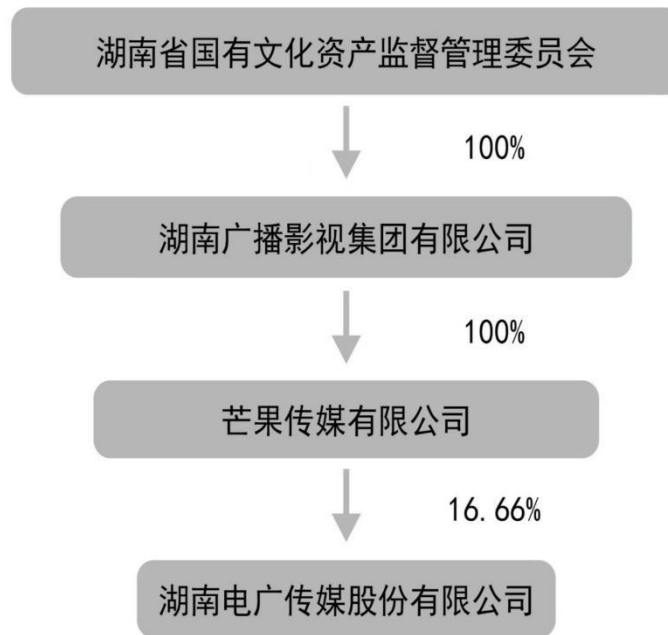 湖南省国有文化资产监督管理委员会
100%
湖南广播影视集团有限公司
100%
芒果传媒有限公司
16.66%
湖南电广传媒股份有限公司